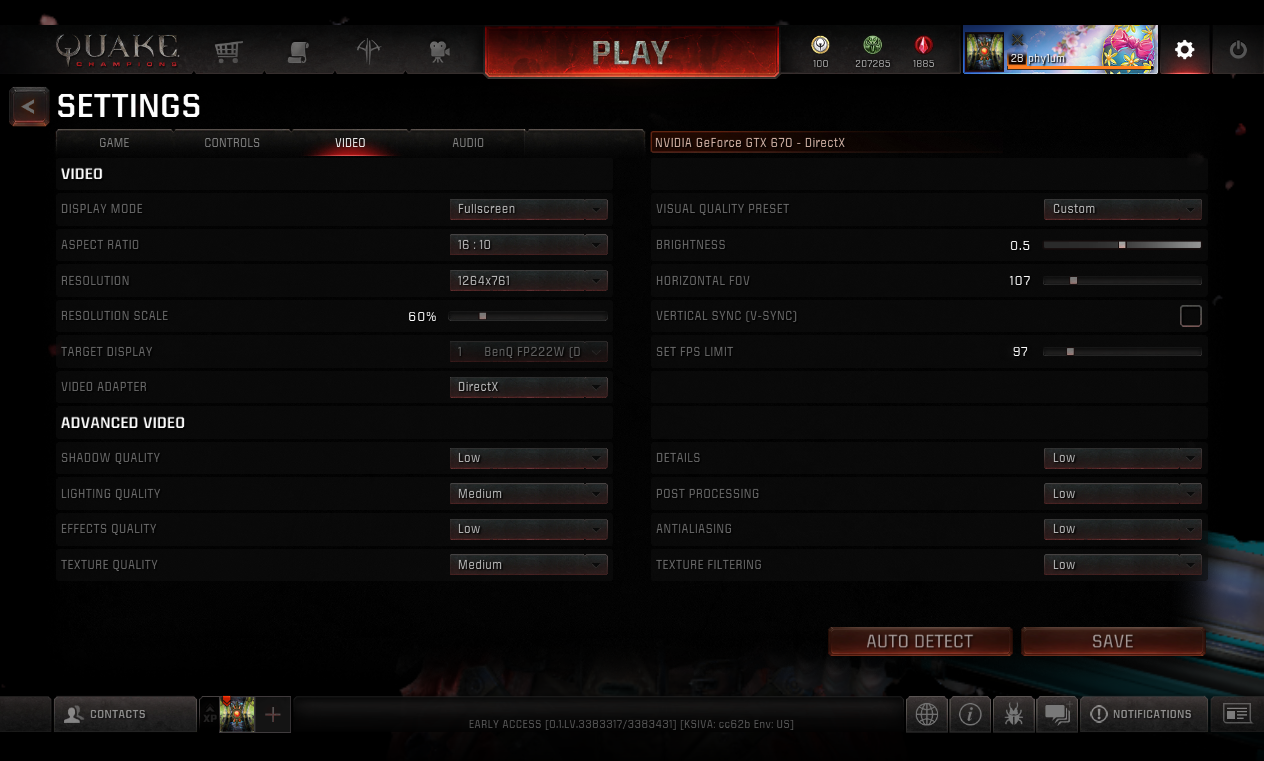 QUAKE
CHAMPIONS
PLAY
100
207285
1885
28 phylum
<
SETTINGS
GAME
CONTROLS
VIDEO
AUDIO
NVIDIA GeForce GTX 670 - DirectX
VIDEO
DISPLAY MODE
Fullscreen
VISUAL QUALITY PRESET
Custom
ASPECT RATIO
16 : 10
BRIGHTNESS
0.5
RESOLUTION
1264x761
HORIZONTAL FOV
107
RESOLUTION SCALE
60%
VERTICAL SYNC (V-SYNC)
TARGET DISPLAY
1 BenQ FP222W (D
SET FPS LIMIT
97
VIDEO ADAPTER
DirectX
ADVANCED VIDEO
SHADOW QUALITY
Low
DETAILS
Low
LIGHTING QUALITY
Medium
POST PROCESSING
Low
EFFECTS QUALITY
Low
ANTIALIASING
Low
TEXTURE QUALITY
Medium
TEXTURE FILTERING
Low
AUTO DETECT
SAVE
CONTACTS
XP
EARLY ACCESS [0.1.LV.3383317/3383431] [KSIVA: cc62b Env: US]
NOTIFICATIONS